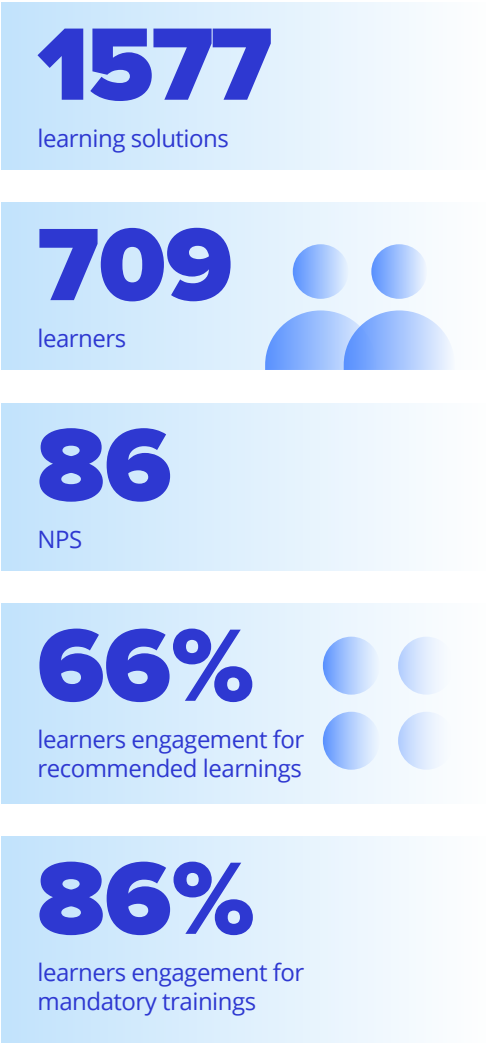 1577
learning solutions
709
learners
86
NPS
66%
learners engagement for
recommended learnings
86%
learners engagement for
mandatory trainings